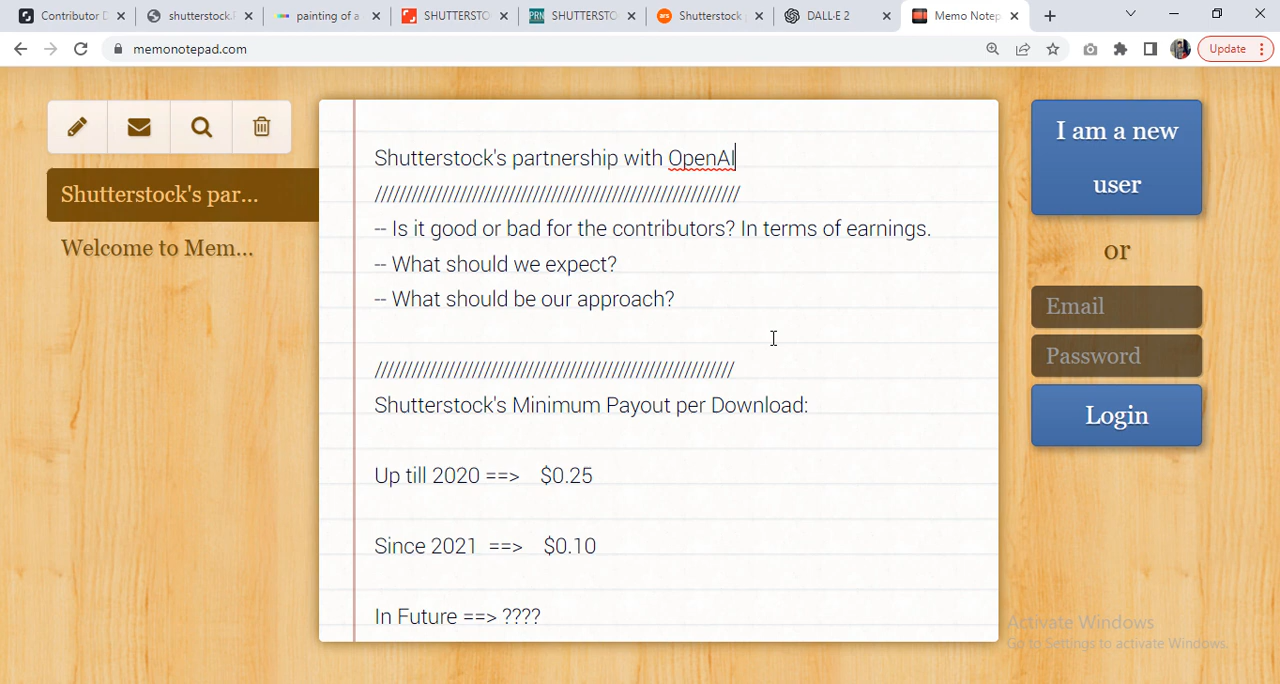 Contributor D
shutterstock.
painting of a
SHUTTERSTO
PRN
SHUTTERSTO
ars
Shutterstock
DALL·E 2
Memo Notep
memonotepad.com
Update
Shutterstock's par...
Welcome to Mem...
Shutterstock's partnership with OpenAI
//////////////////////////////////////////////////////////
-- Is it good or bad for the contributors? In terms of earnings.
-- What should we expect?
-- What should be our approach?
/////////////////////////////////////////////////////////
Shutterstock's Minimum Payout per Download:
Up till 2020 ==> $0.25
Since 2021 ==> $0.10
In Future ==> ????
I am a new
user
or
Email
Password
Login
Activate Windows
Go to Settings to activate Windows.